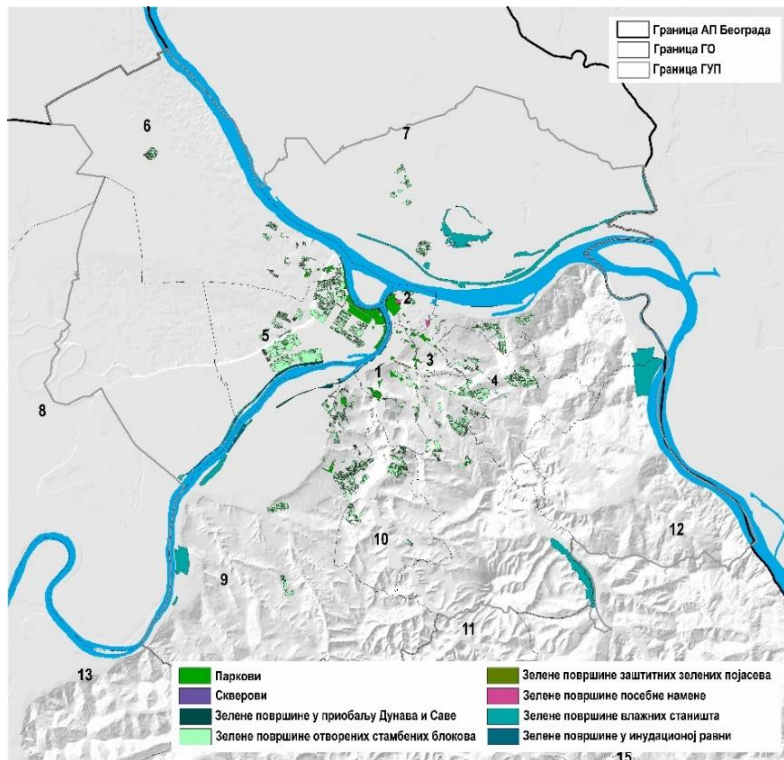 Граница АП Београда
Граница ГО
Граница ГУП
6
7
2
5
3
1
4
8
12
10
9
11
13
Паркови
Скверови
Зелене површине у приобаљу Дунава и Саве
Зелене површине отворених стамбених блокова
Зелене површине заштитних зелених појасева
Зелене површине посебне намене
Зелене површине влажних станишта
Зелене површине у инудационој равни
15